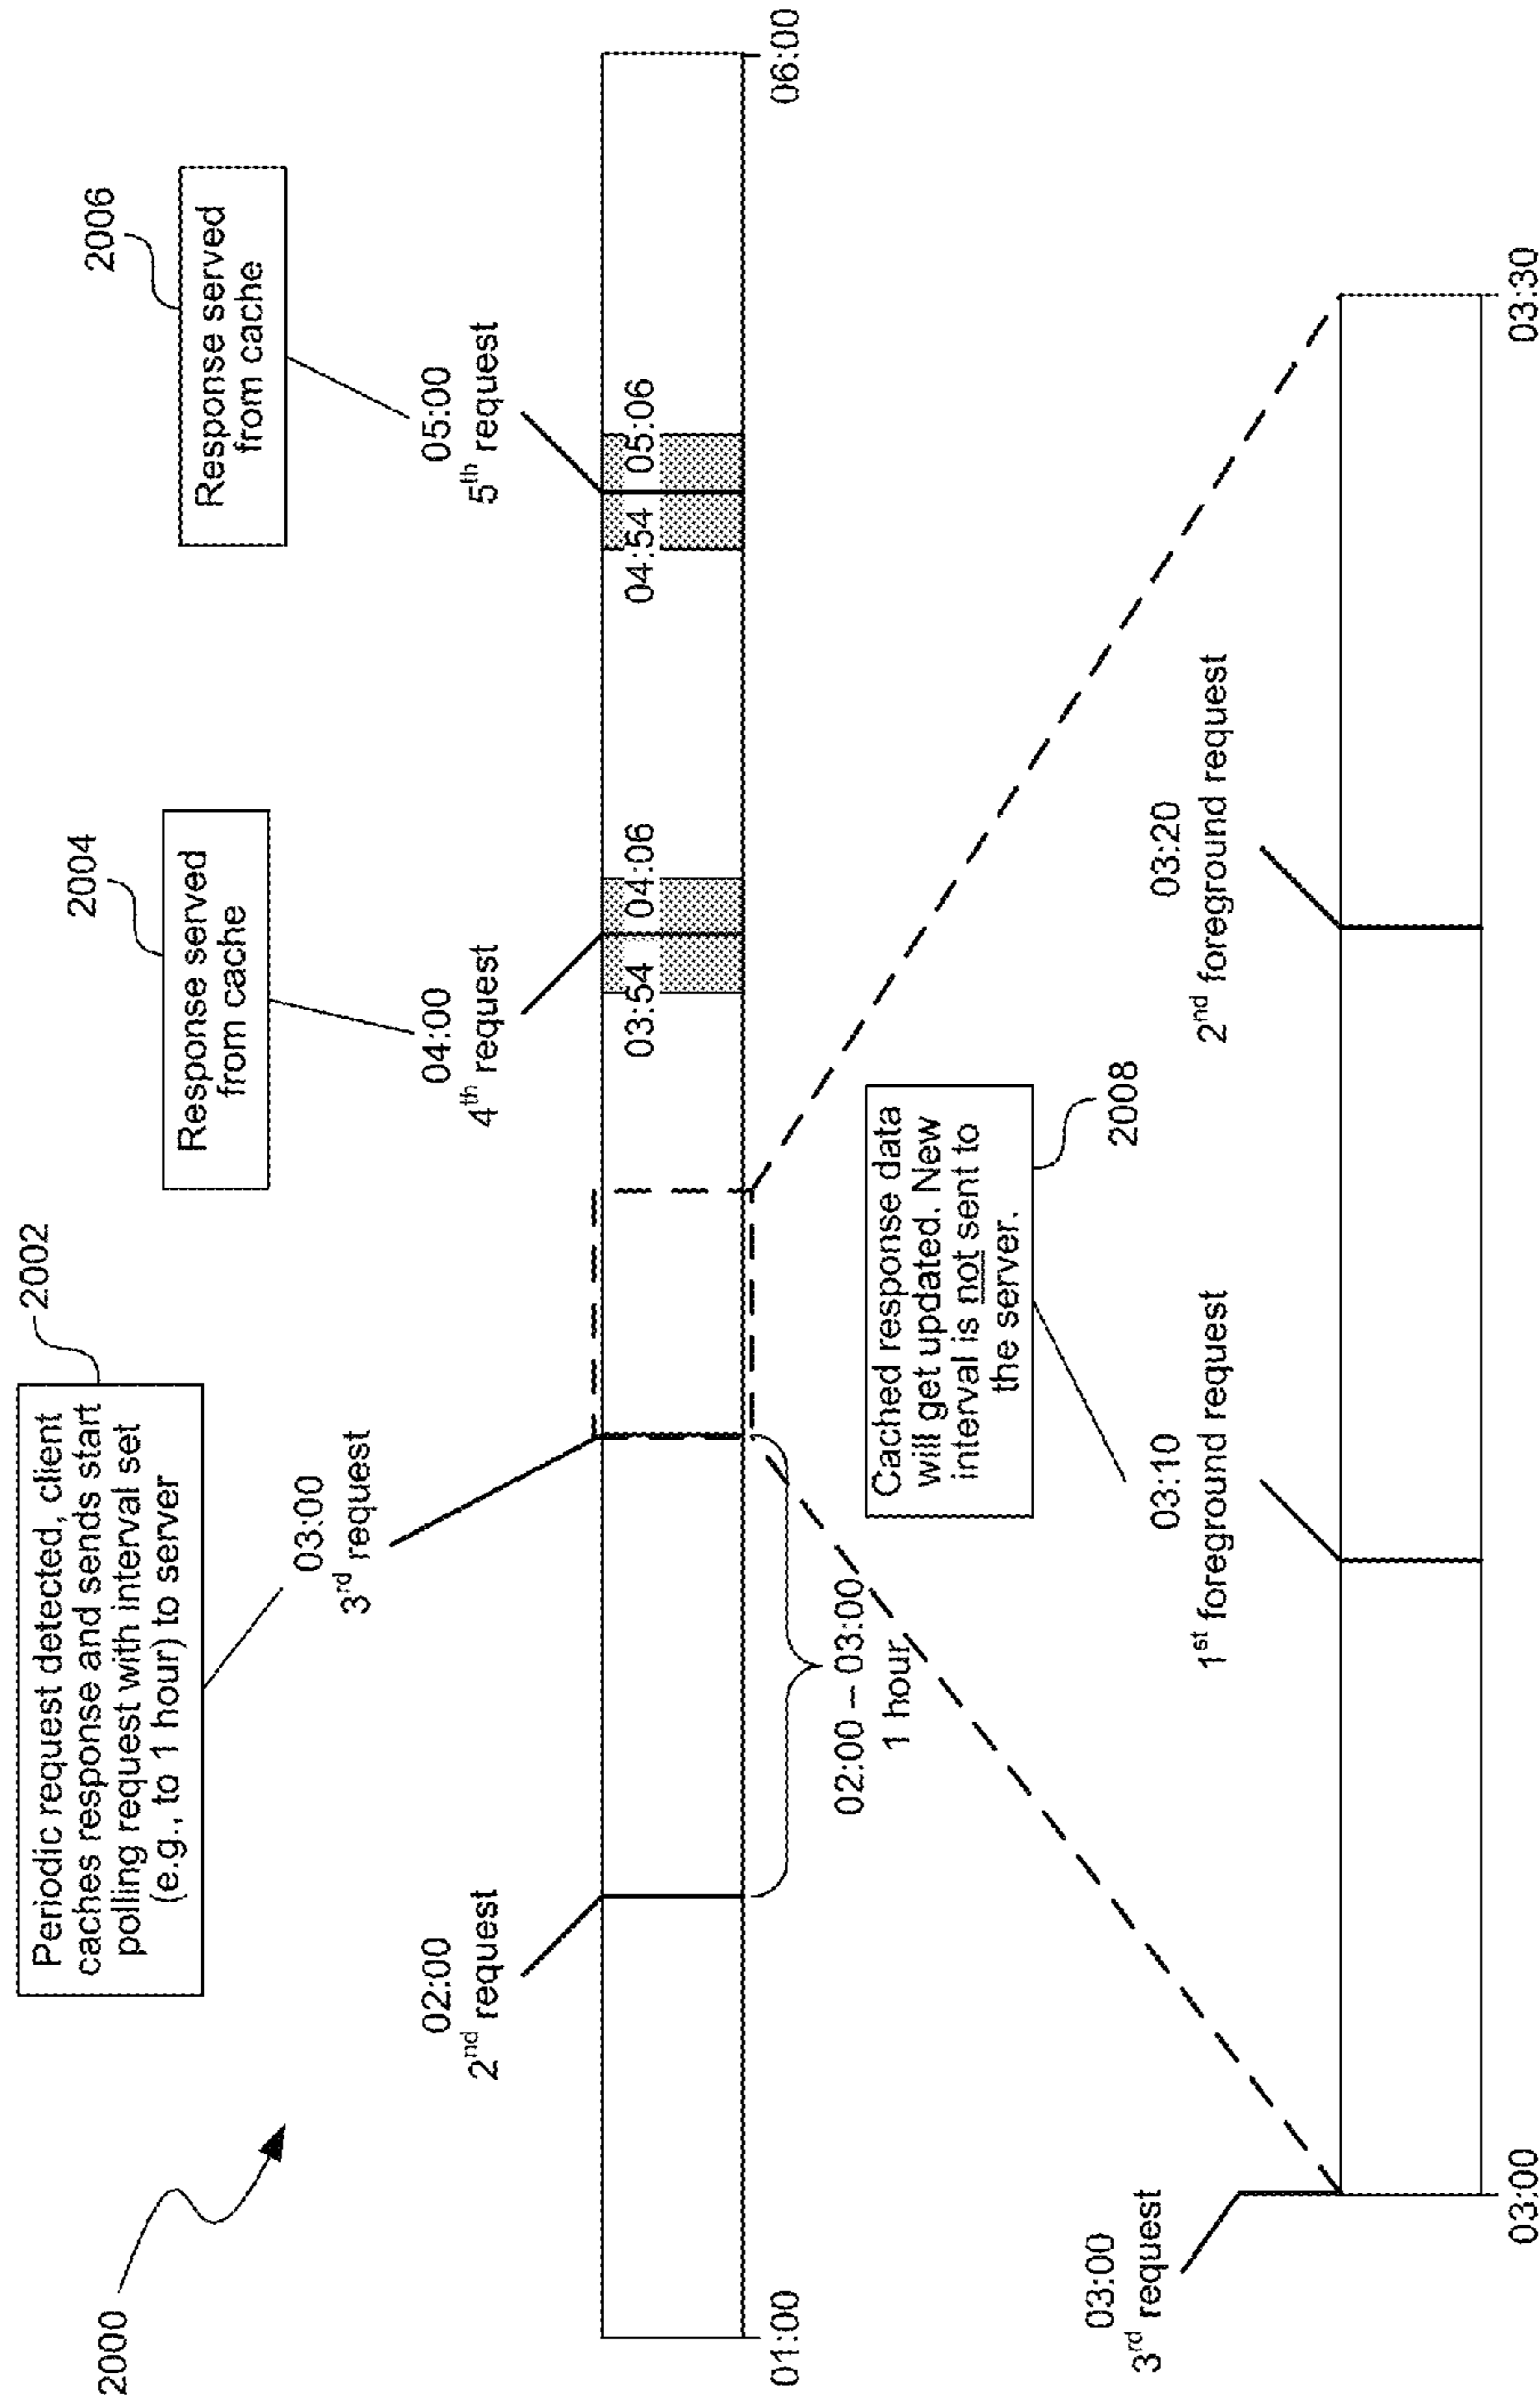 2000
Periodic request detected, client
caches response and sends start
polling request with interval set
(e.g., to 1 hour) to server
2002
Response served
from cache
2004
Response served
from cache
2006
02:00
2nd request
03:00
3rd request
04:00
4th request
05:00
5th request
03:54
04:06
04:54
05:06
01:00
06:00
02:00 – 03:00
1 hour
Cached response data
will get updated. New
interval is not sent to
the server.
2008
03:00
3rd request
03:10
1st foreground request
03:20
2nd foreground request
03:00
03:30